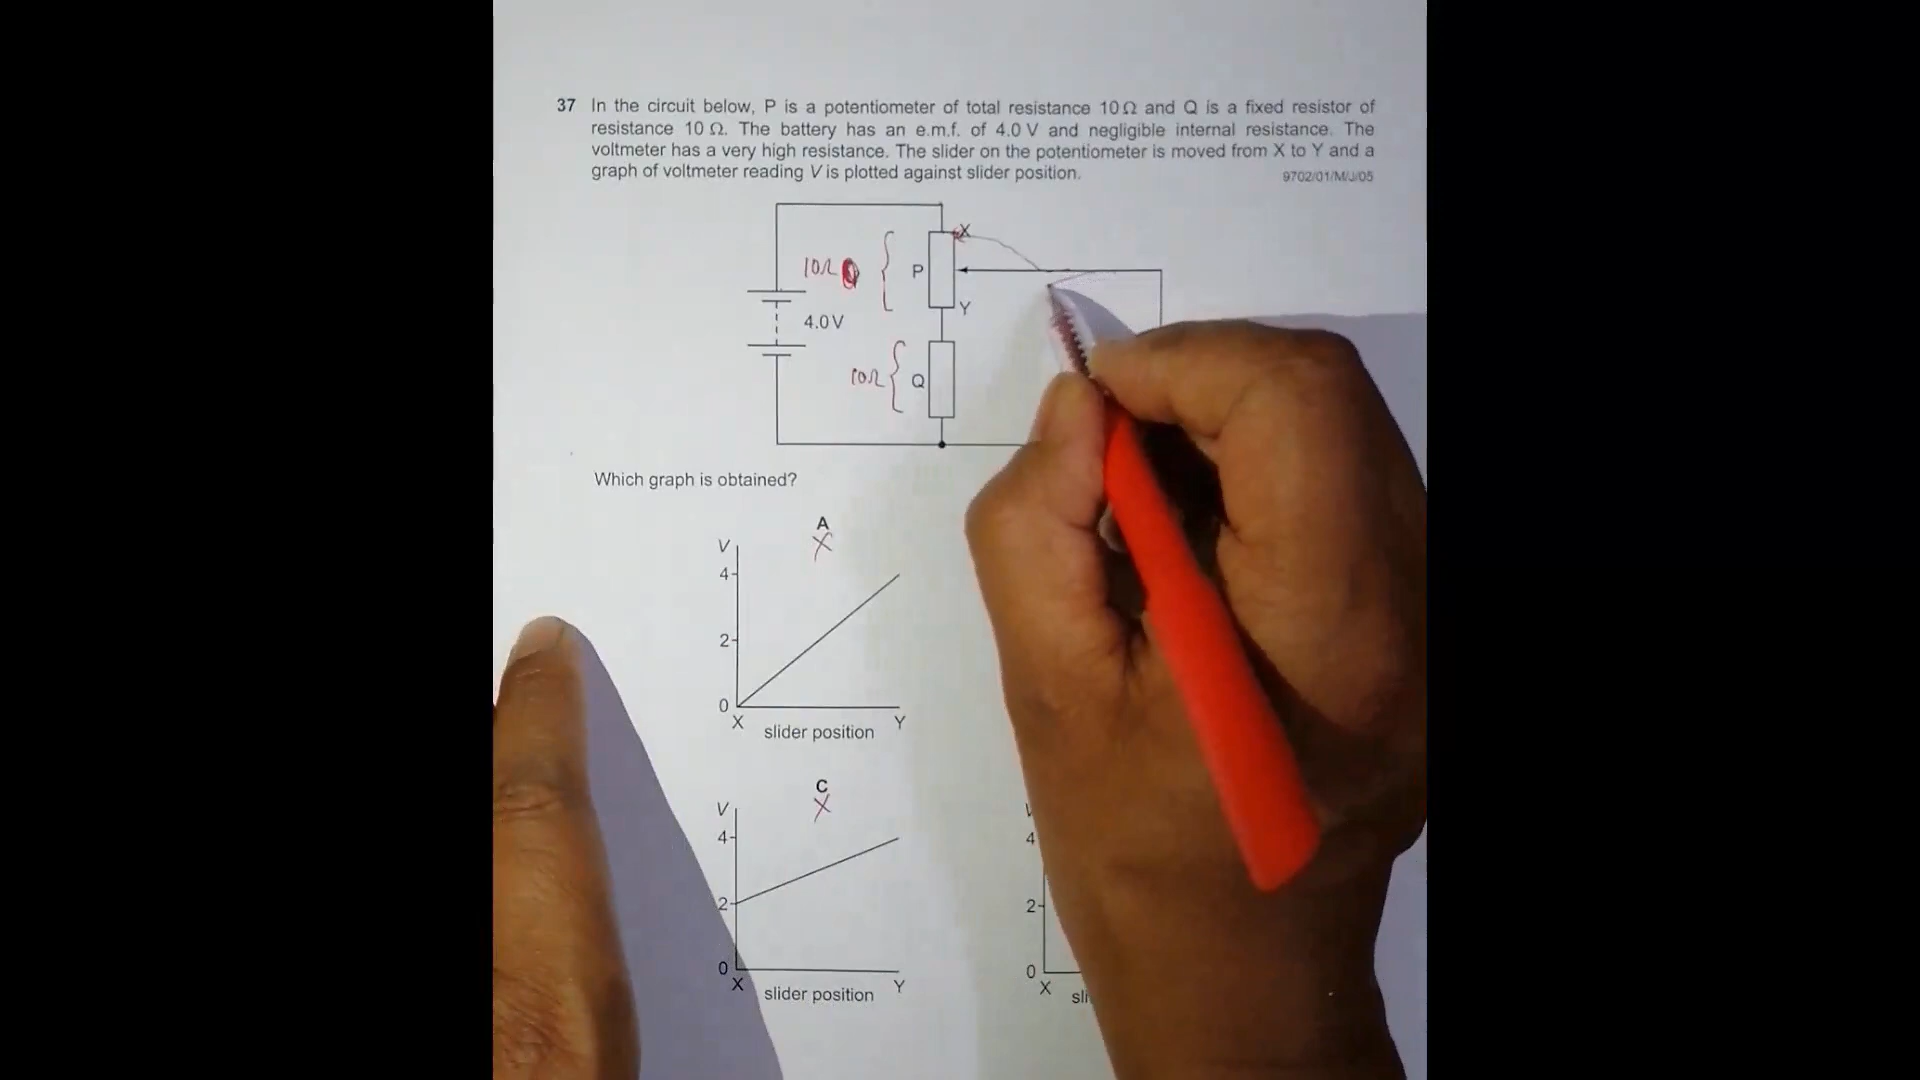 37 In the circuit below, P is a potentiometer of total resistance 10 Ω and Q is a fixed resistor of
resistance 10 Ω. The battery has an e.m.f. of 4.0 V and negligible internal resistance. The
voltmeter has a very high resistance. The slider on the potentiometer is moved from X to Y and a
graph of voltmeter reading V is plotted against slider position.
9702/01/M/J/05
X
10Ω
P
Y
4.0 V
10Ω
Q
Which graph is obtained?
A
X
V
4
2
0
X
Y
slider position
C
X
V
4
2
0
X
Y
slider position
4
2
0
X